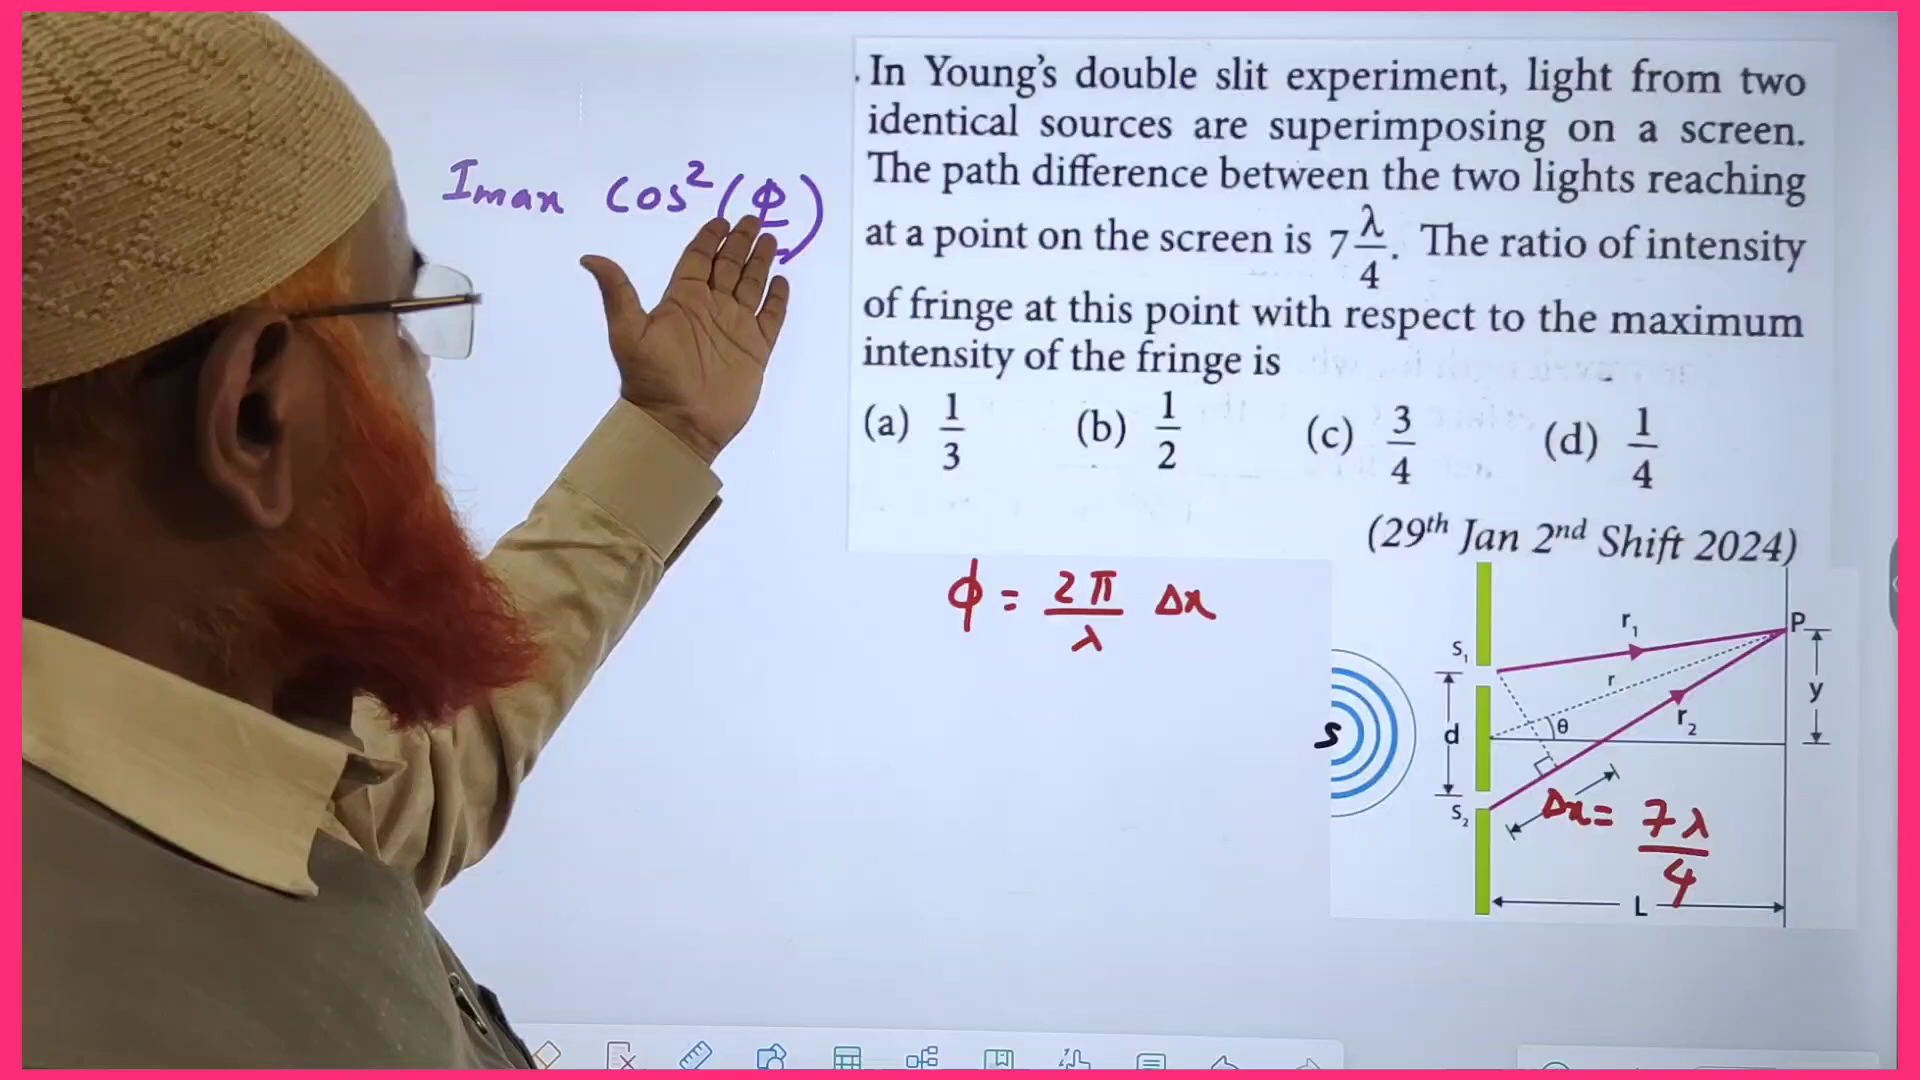 Imax Cos²(Φ/2)
. In Young's double slit experiment, light from two
identical sources are superimposing on a screen.
The path difference between the two lights reaching
at a point on the screen is 7 λ/4. The ratio of intensity
of fringe at this point with respect to the maximum
intensity of the fringe is
(a) 1/3 (b) 1/2 (c) 3/4 (d) 1/4
(29th Jan 2nd Shift 2024)
ϕ = 2π/λ Δx
S
S₁
d
S₂
r₁
r
r₂
θ
P
y
Δx = 7λ/4
L